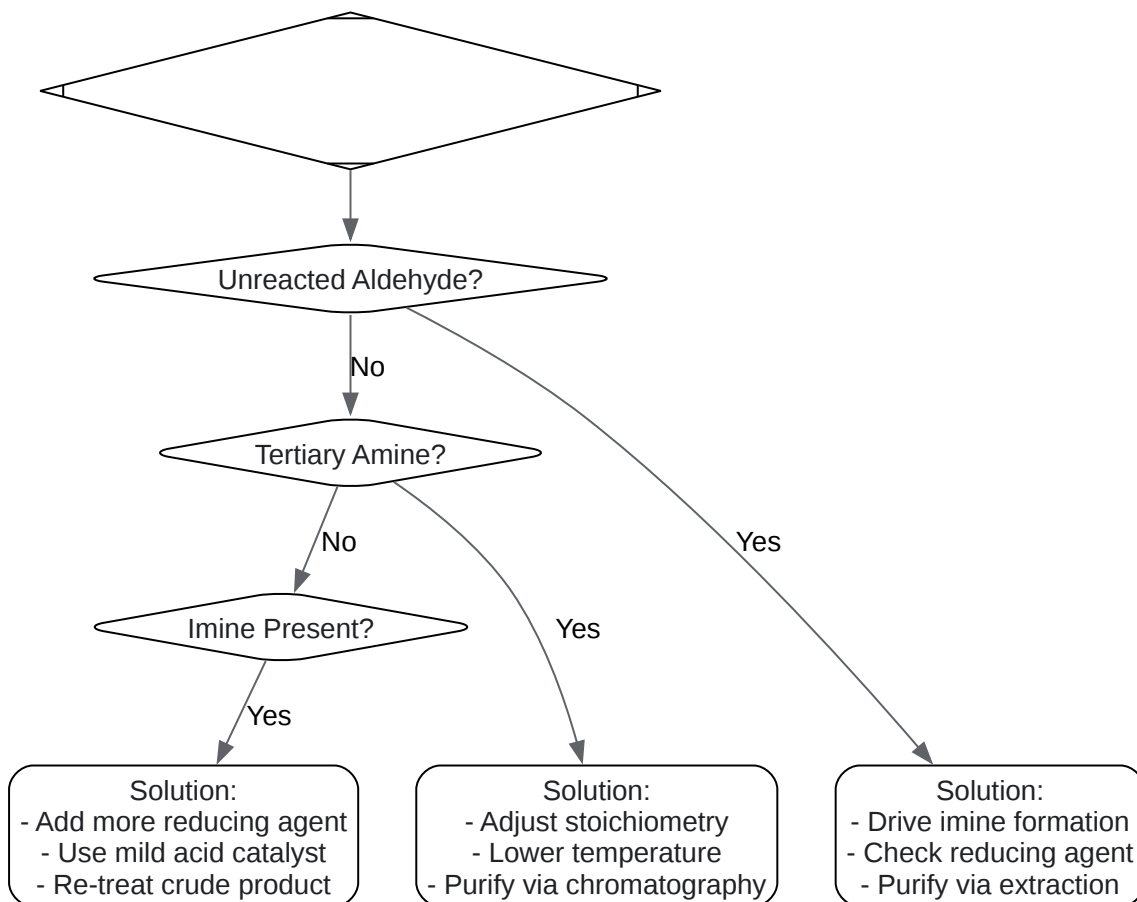 Unreacted Aldehyde?
No
Tertiary Amine?
Yes
No
Imine Present?
Yes
Yes
Solution:
- Add more reducing agent
- Use mild acid catalyst
- Re-treat crude product
Solution:
- Adjust stoichiometry
- Lower temperature
- Purify via chromatography
Solution:
- Drive imine formation
- Check reducing agent
- Purify via extraction